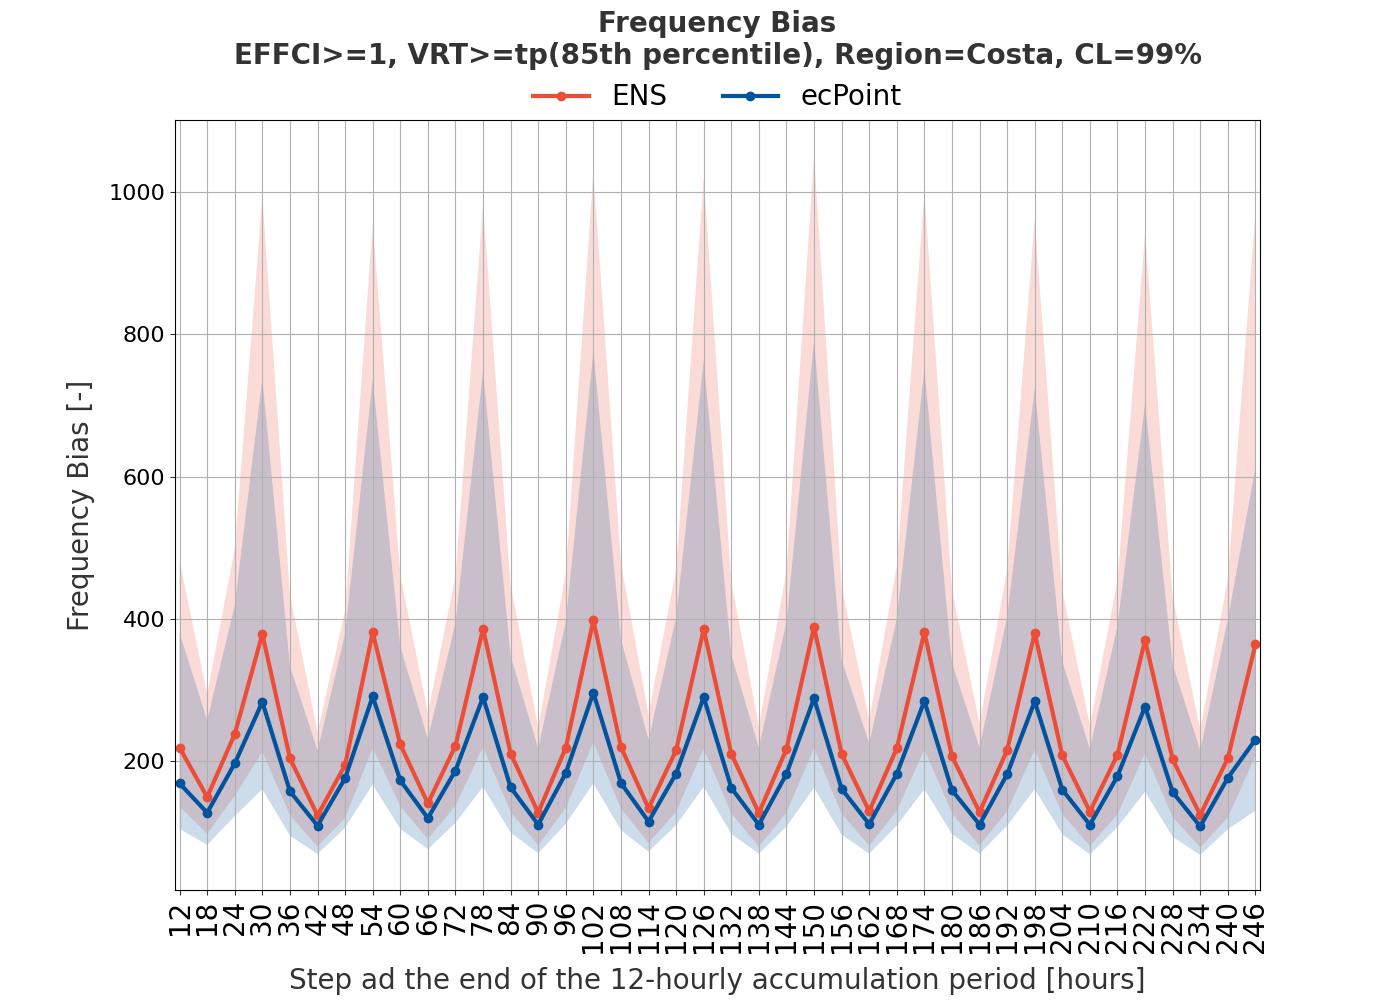 Frequency Bias
EFFCI>=1, VRT>=tp(85th percentile), Region=Costa, CL=99%
ENS ecPoint
1000
800
600
400
200
Frequency Bias [-]
12 18 24 30 36 42 48 54 60 66 72 78 84 90 96 102 108 114 120 126 132 138 144 150 156 162 168 174 180 186 192 198 204 210 216 222 228 234 240 246
Step ad the end of the 12-hourly accumulation period [hours]